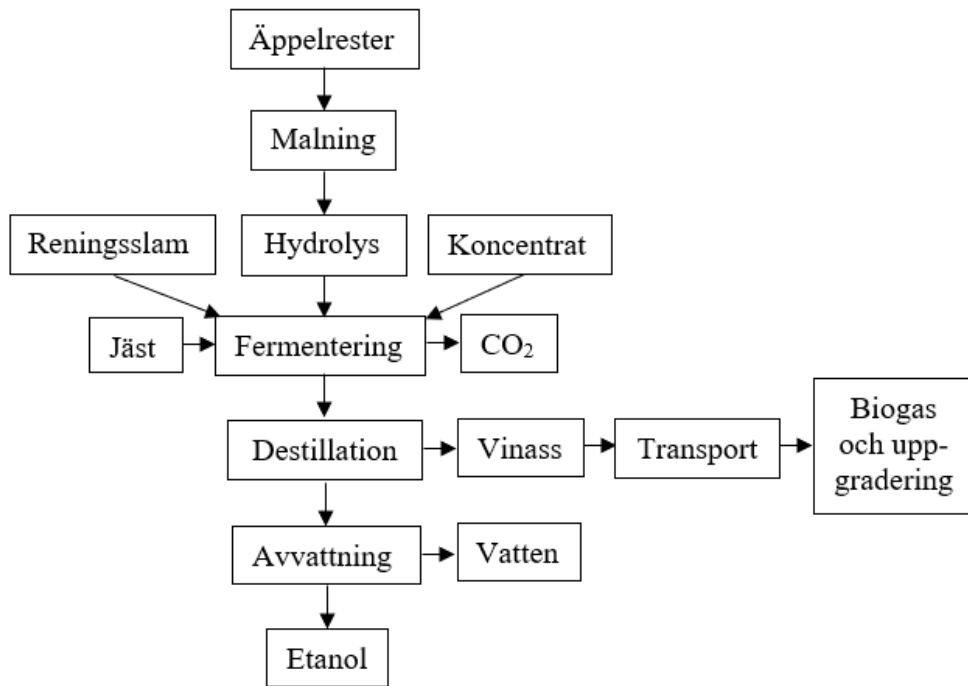 Äppelrester
Malning
Reningsslam
Hydrolys
Koncentrat
Jäst
Fermentering
CO₂
Destillation
Vinass
Transport
Biogas
och upp-
gradering
Avvattning
Vatten
Etanol